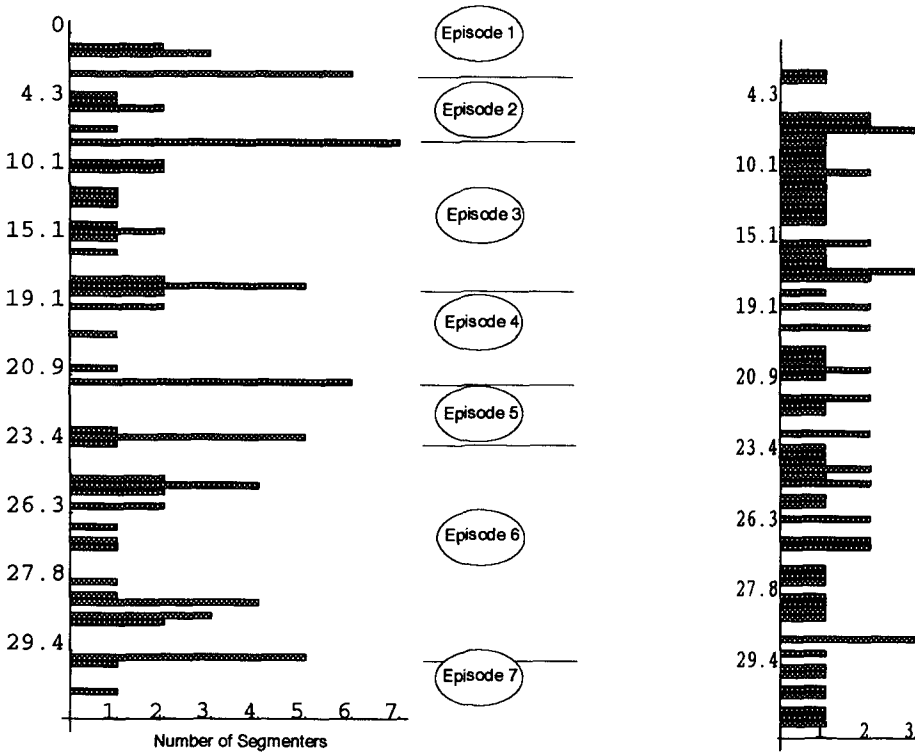 0
4.3
10.1
15.1
19.1
20.9
23.4
26.3
27.8
29.4
1. 2. 3. 4. 5. 6. 7.
Number of Segmenters
Episode 1
Episode 2
Episode 3
Episode 4
Episode 5
Episode 6
Episode 7
4.3
10.1
15.1
19.1
20.9
23.4
26.3
27.8
29.4
1 2 3